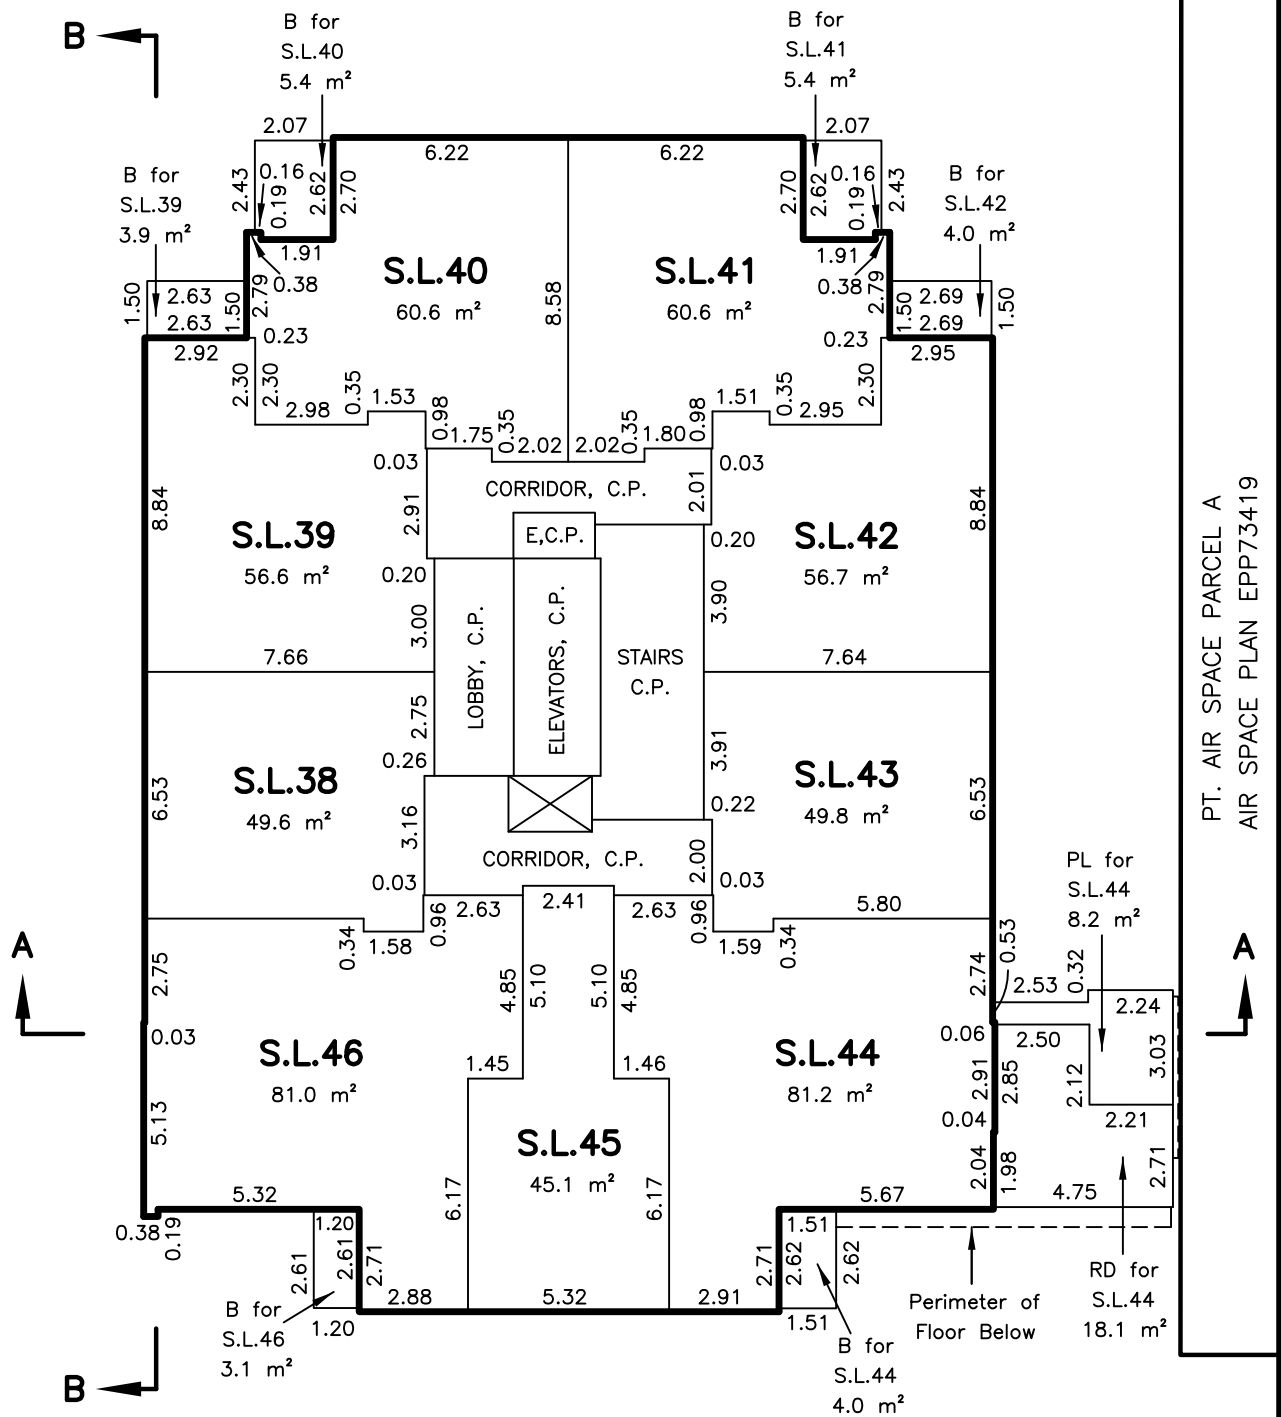 B
B for
S.L.40
5.4 m²
B for
S.L.41
5.4 m²
2.07
2.07
6.22
6.22
B for
S.L.39
3.9 m²
2.43
0.16
0.19
2.62
2.70
2.70
2.62
0.16
0.19
2.43
B for
S.L.42
4.0 m²
1.91
1.91
0.38
0.38
S.L.40
60.6 m²
S.L.41
60.6 m²
8.58
1.50
2.63
2.63
1.50
2.79
2.79
1.50
2.69
2.69
1.50
2.92
0.23
0.23
2.95
2.30
2.30
2.98
0.35
1.53
0.98
1.75
0.35
2.02
2.02
0.35
1.80
0.98
1.51
0.35
2.95
2.30
0.03
0.03
8.84
S.L.39
56.6 m²
2.91
CORRIDOR, C.P.
2.01
E,C.P.
0.20
0.20
S.L.42
56.7 m²
8.84
3.00
LOBBY, C.P.
ELEVATORS, C.P.
STAIRS
C.P.
3.90
7.66
7.64
PT. AIR SPACE PARCEL A
AIR SPACE PLAN EPP73419
2.75
0.26
3.91
0.22
6.53
S.L.38
49.6 m²
3.16
S.L.43
49.8 m²
6.53
CORRIDOR, C.P.
2.00
0.03
0.03
2.63
2.41
2.63
5.80
0.96
0.96
0.34
1.58
1.59
0.34
PL for
S.L.44
8.2 m²
A
A
2.75
0.03
4.85
5.10
5.10
4.85
2.74
0.53
2.53
0.32
2.24
0.06
2.50
3.03
S.L.46
81.0 m²
1.45
1.46
S.L.44
81.2 m²
2.91
2.85
2.12
0.04
2.21
5.13
S.L.45
45.1 m²
6.17
6.17
2.04
1.98
2.71
4.75
5.32
5.67
0.38
0.19
1.20
2.61
2.61
2.71
1.20
2.88
5.32
2.91
2.71
1.51
2.62
2.62
1.51
B for
S.L.46
3.1 m²
B for
S.L.44
4.0 m²
Perimeter of
Floor Below
RD for
S.L.44
18.1 m²
B